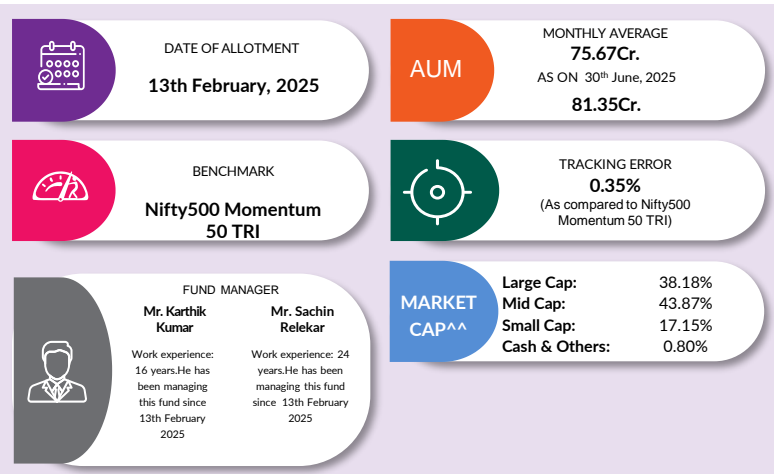 DATE OF ALLOTMENT
13th February, 2025
AUM
MONTHLY AVERAGE
75.67Cr.
AS ON 30th June, 2025
81.35Cr.
BENCHMARK
Nifty500 Momentum
50 TRI
TRACKING ERROR
0.35%
(As compared to Nifty500
Momentum 50 TRI)
FUND MANAGER
Mr. Karthik
Kumar
Work experience:
16 years.He has
been managing
this fund since
13th February
2025
Mr. Sachin
Relekar
Work experience: 24
years.He has been
managing this fund
since 13th February
2025
MARKET
CAP^^
Large Cap: 38.18%
Mid Cap: 43.87%
Small Cap: 17.15%
Cash & Others: 0.80%